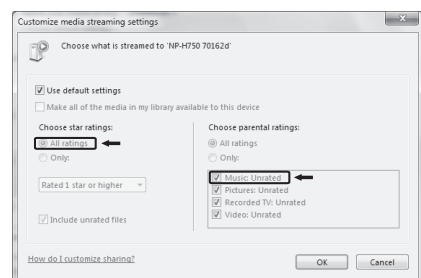 Customize media streaming settings
x
Choose what is streamed to 'NP-H750 70162d'
Use default settings
Make all of the media in my library available to this device
Choose star ratings:
All ratings
Only:
Rated 1 star or higher
Include unrated files
Choose parental ratings:
All ratings
Only:
Music: Unrated
Pictures: Unrated
Recorded TV: Unrated
Video: Unrated
How do I customize sharing?
OK
Cancel